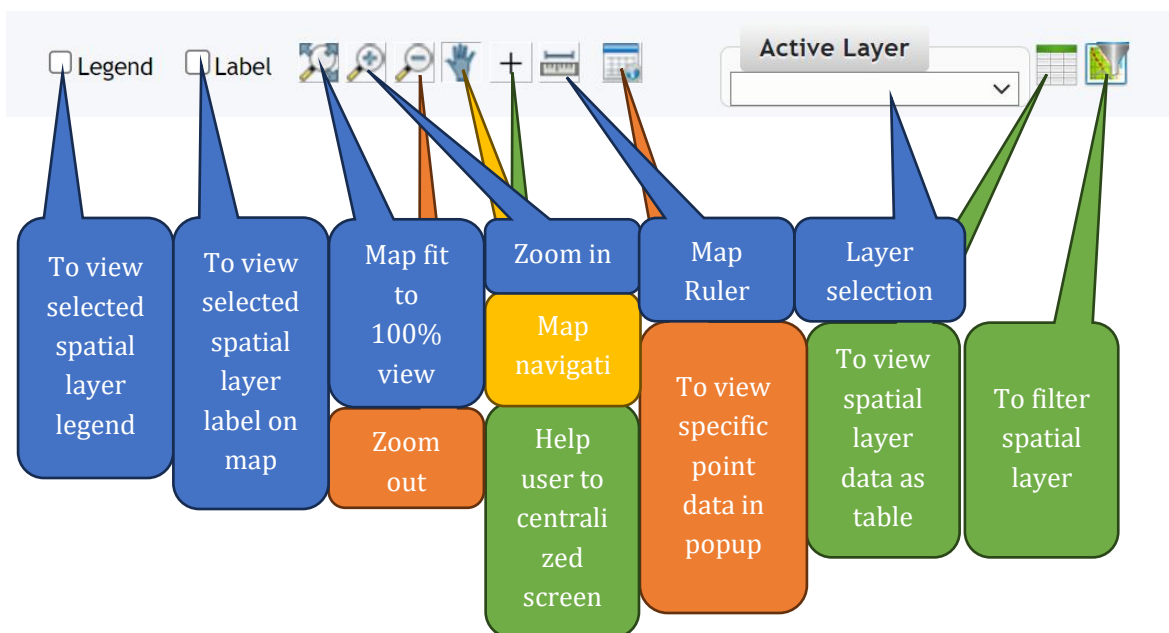 Legend
Label
Active Layer
To view
selected
spatial
layer
legend
To view
selected
spatial
layer
label on
map
Map fit
to
100%
view
Zoom
out
Zoom in
Map
navigati
Help
user to
centrali
zed
screen
Map
Ruler
To view
specific
point
data in
popup
Layer
selection
To view
spatial
layer
data as
table
To filter
spatial
layer